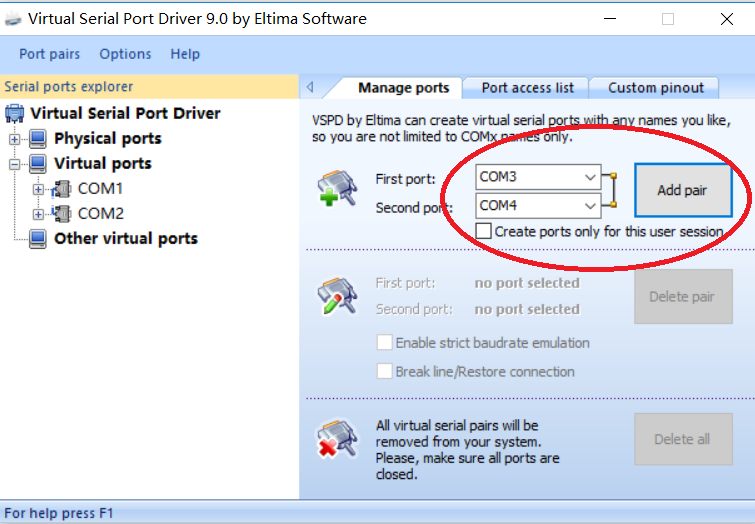 Virtual Serial Port Driver 9.0 by Eltima Software
Port pairs Options Help
Serial ports explorer
Virtual Serial Port Driver
Physical ports
Virtual ports
COM1
COM2
Other virtual ports
Manage ports Port access list Custom pinout
VSPD by Eltima can create virtual serial ports with any names you like,
so you are not limited to COMx names only.
First port: COM3
Second port: COM4
Add pair
Create ports only for this user session
First port: no port selected
Second port: no port selected
Delete pair
Enable strict baudrate emulation
Break line/Restore connection
All virtual serial pairs will be
removed from your system.
Please, make sure all ports are
closed.
Delete all
For help press F1